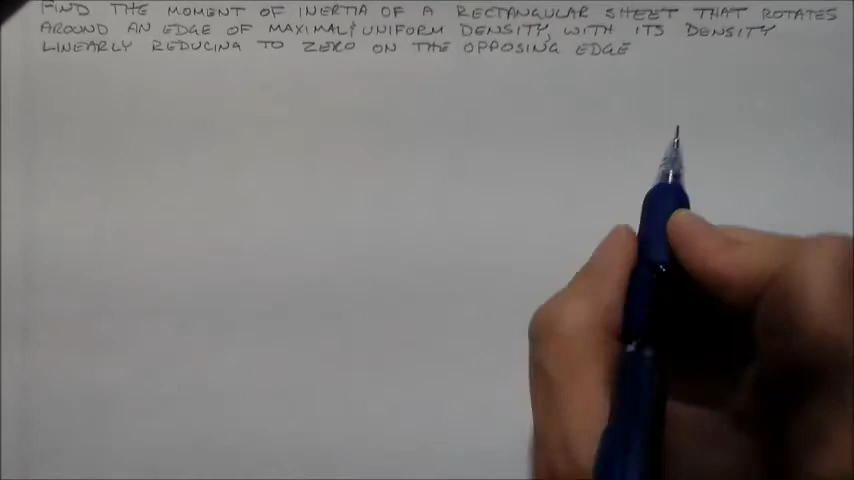 FIND THE MOMENT OF INERTIA OF A RECTANGULAR SHEET THAT ROTATES
AROUND AN EDGE OF MAXIMAL & UNIFORM DENSITY, WITH ITS DENSITY
LINEARLY REDUCING TO ZERO ON THE OPPOSING EDGE